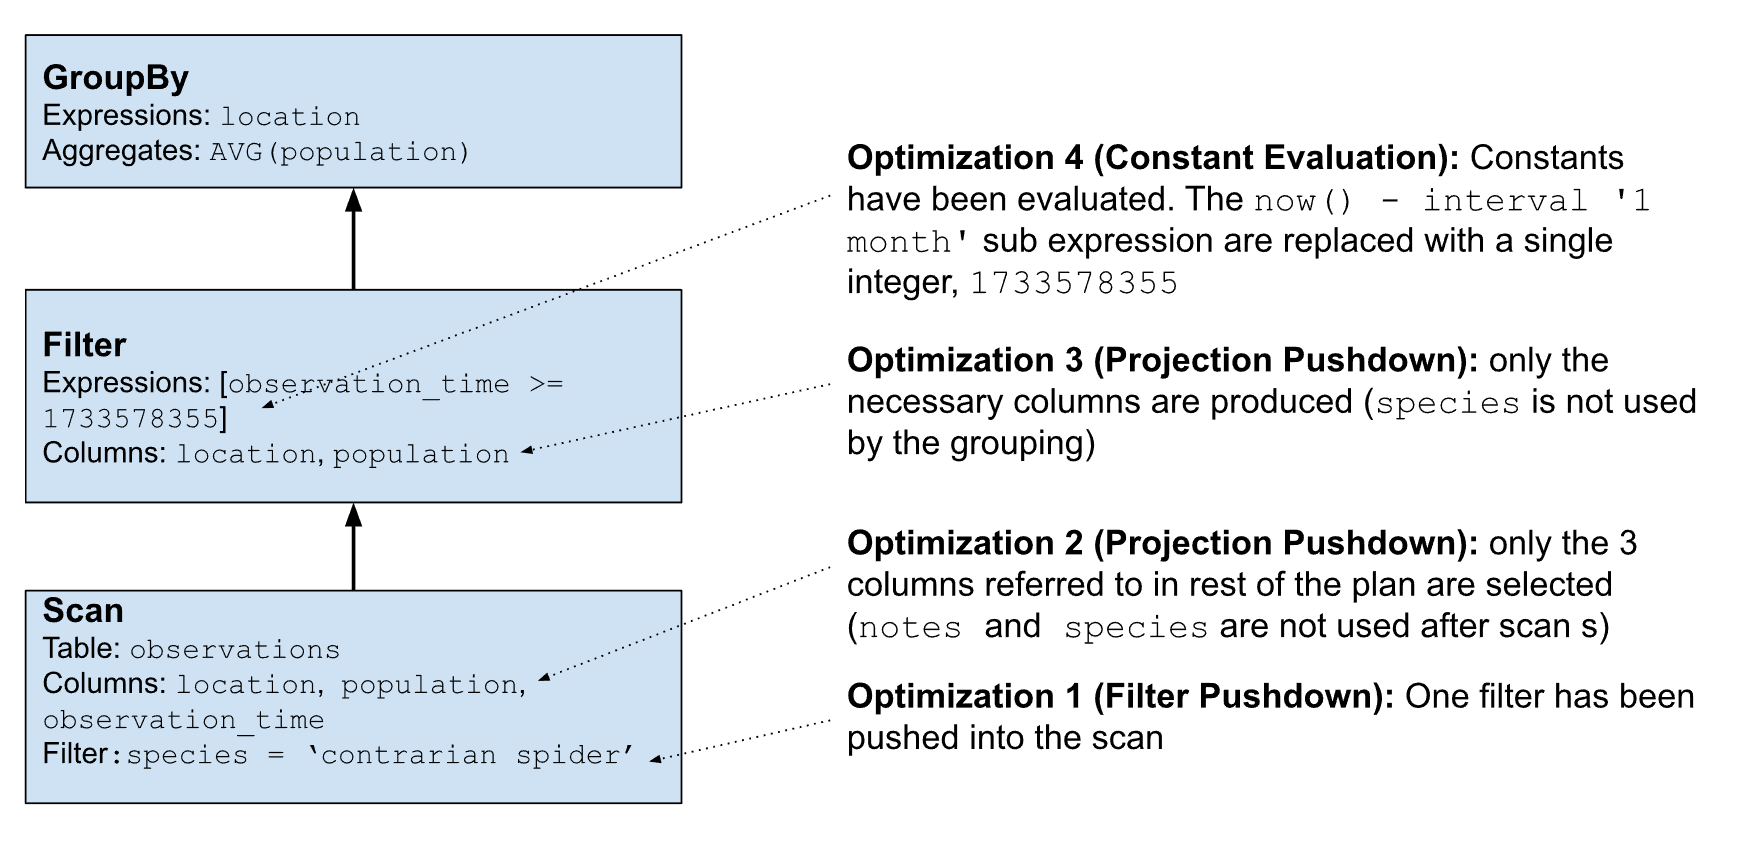 GroupBy
Expressions: location
Aggregates: AVG(population)
Filter
Expressions: [observation_time >=
1733578355]
Columns: location, population
Scan
Table: observations
Columns: location, population,
observation_time
Filter:species = ‘contrarian spider’
Optimization 4 (Constant Evaluation): Constants
have been evaluated. The now() - interval '1
month' sub expression are replaced with a single
integer, 1733578355
Optimization 3 (Projection Pushdown): only the
necessary columns are produced (species is not used
by the grouping)
Optimization 2 (Projection Pushdown): only the 3
columns referred to in rest of the plan are selected
(notes and species are not used after scan s)
Optimization 1 (Filter Pushdown): One filter has been
pushed into the scan